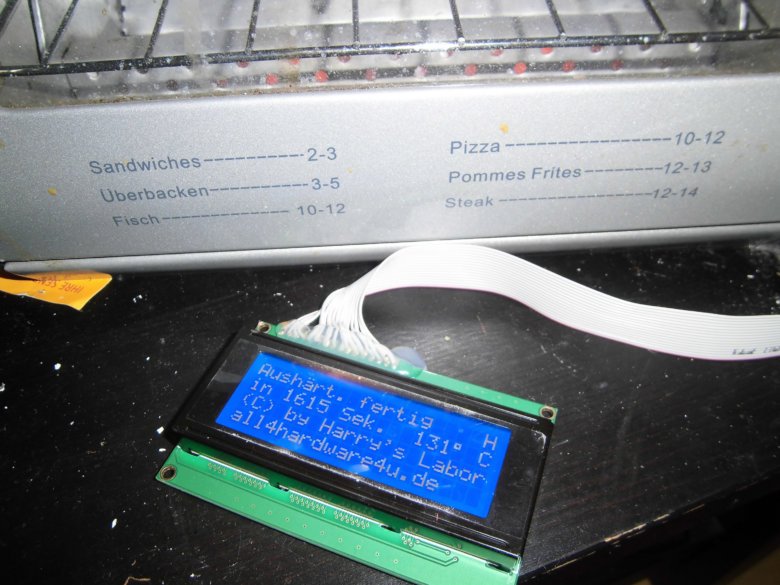 Sandwiches----------2-3
Überbacken----------3-5
Fisch---------------- 10-12
Pizza -----------------10-12
Pommes Frites ---------12-13
Steak ----------------12-14
Aushärt. fertig H
in 1615 sek. 131° C
(C) by Harry's Labor
all4hardware4u.de